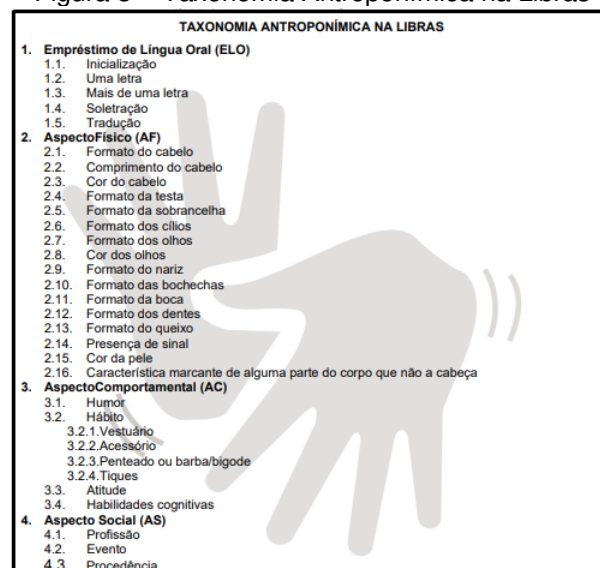 Figura 3 – Taxonomia Antroponímica na Libras
TAXONOMIA ANTROPONÍMICA NA LIBRAS
1. Empréstimo de Língua Oral (ELO)
1.1. Inicialização
1.2. Uma letra
1.3. Mais de uma letra
1.4. Soletração
1.5. Tradução
2. AspectoFísico (AF)
2.1. Formato do cabelo
2.2. Comprimento do cabelo
2.3. Cor do cabelo
2.4. Formato da testa
2.5. Formato da sobrancelha
2.6. Formato dos cílios
2.7. Formato dos olhos
2.8. Cor dos olhos
2.9. Formato do nariz
2.10. Formato das bochechas
2.11. Formato da boca
2.12. Formato dos dentes
2.13. Formato do queixo
2.14. Presença de sinal
2.15. Cor da pele
2.16. Característica marcante de alguma parte do corpo que não a cabeça
3. AspectoComportamental (AC)
3.1. Humor
3.2. Hábito
3.2.1.Vestuário
3.2.2.Acessório
3.2.3.Penteado ou barba/bigode
3.2.4.Tiques
3.3. Atitude
3.4. Habilidades cognitivas
4. Aspecto Social (AS)
4.1. Profissão
4.2. Evento
4.3. Procedência